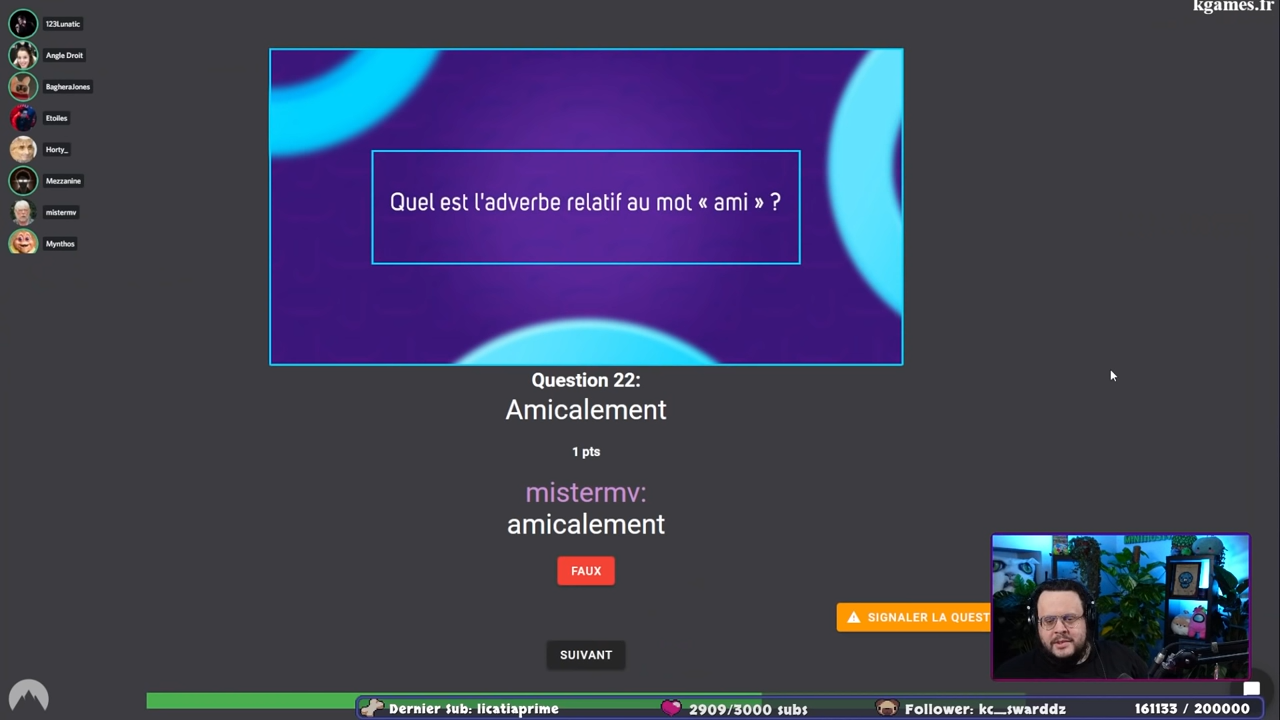 kgames.fr
123Lunatic
Angle Droit
BagheraJones
Etoiles
Horty_
Mezzanine
mistermv
Mynthos
Quel est l'adverbe relatif au mot « ami » ?
Question 22:
Amicalement
1 pts
mistermv:
amicalement
FAUX
SIGNALER LA QUEST
SUIVANT
Dernier Sub: licatiaprime
2909/3000 subs
Follower: kc_swarddz
161133 / 200000